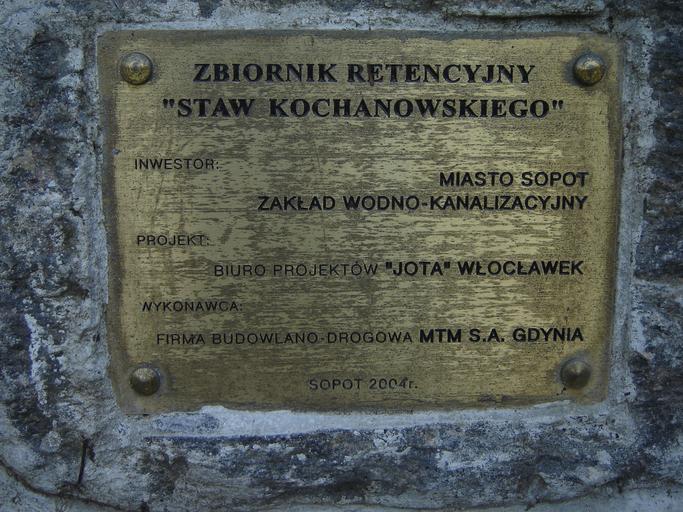 ZBIORNIK RETENCYJNY
"STAW KOCHANOWSKIEGO"
INWESTOR:
MIASTO SOPOT
ZAKŁAD WODNO-KANALIZACYJNY
PROJEKT:
BIURO PROJEKTÓW "JOTA" WŁOCŁAWEK
WYKONAWCA:
FIRMA BUDOWLANO-DROGOWA MTM S.A. GDYNIA
SOPOT 2004r.